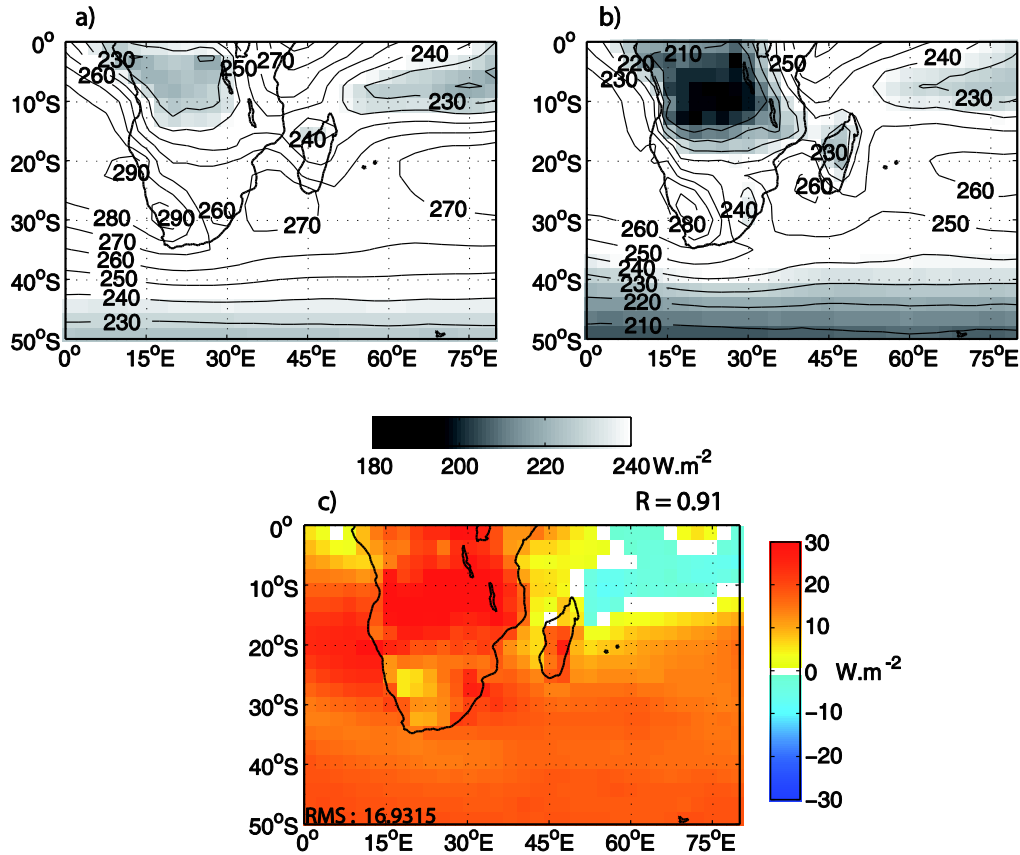 a)
b)
0°
10°S
20°S
30°S
40°S
50°S
0°
15°E
30°E
45°E
60°E
75°E
230
260
250
270
240
230
240
290
290
260
280
270
270
270
260
250
240
230
0°
10°S
20°S
30°S
40°S
50°S
0°
15°E
30°E
45°E
60°E
75°E
210
220
230
250
240
230
230
260
260
240
280
250
260
250
240
230
220
210
180
200
220
240 W.m-2
c)
R = 0.91
0°
10°S
20°S
30°S
40°S
50°S
RMS : 16.9315
0°
15°E
30°E
45°E
60°E
75°E
30
20
10
0 W.m-2
−10
−20
−30